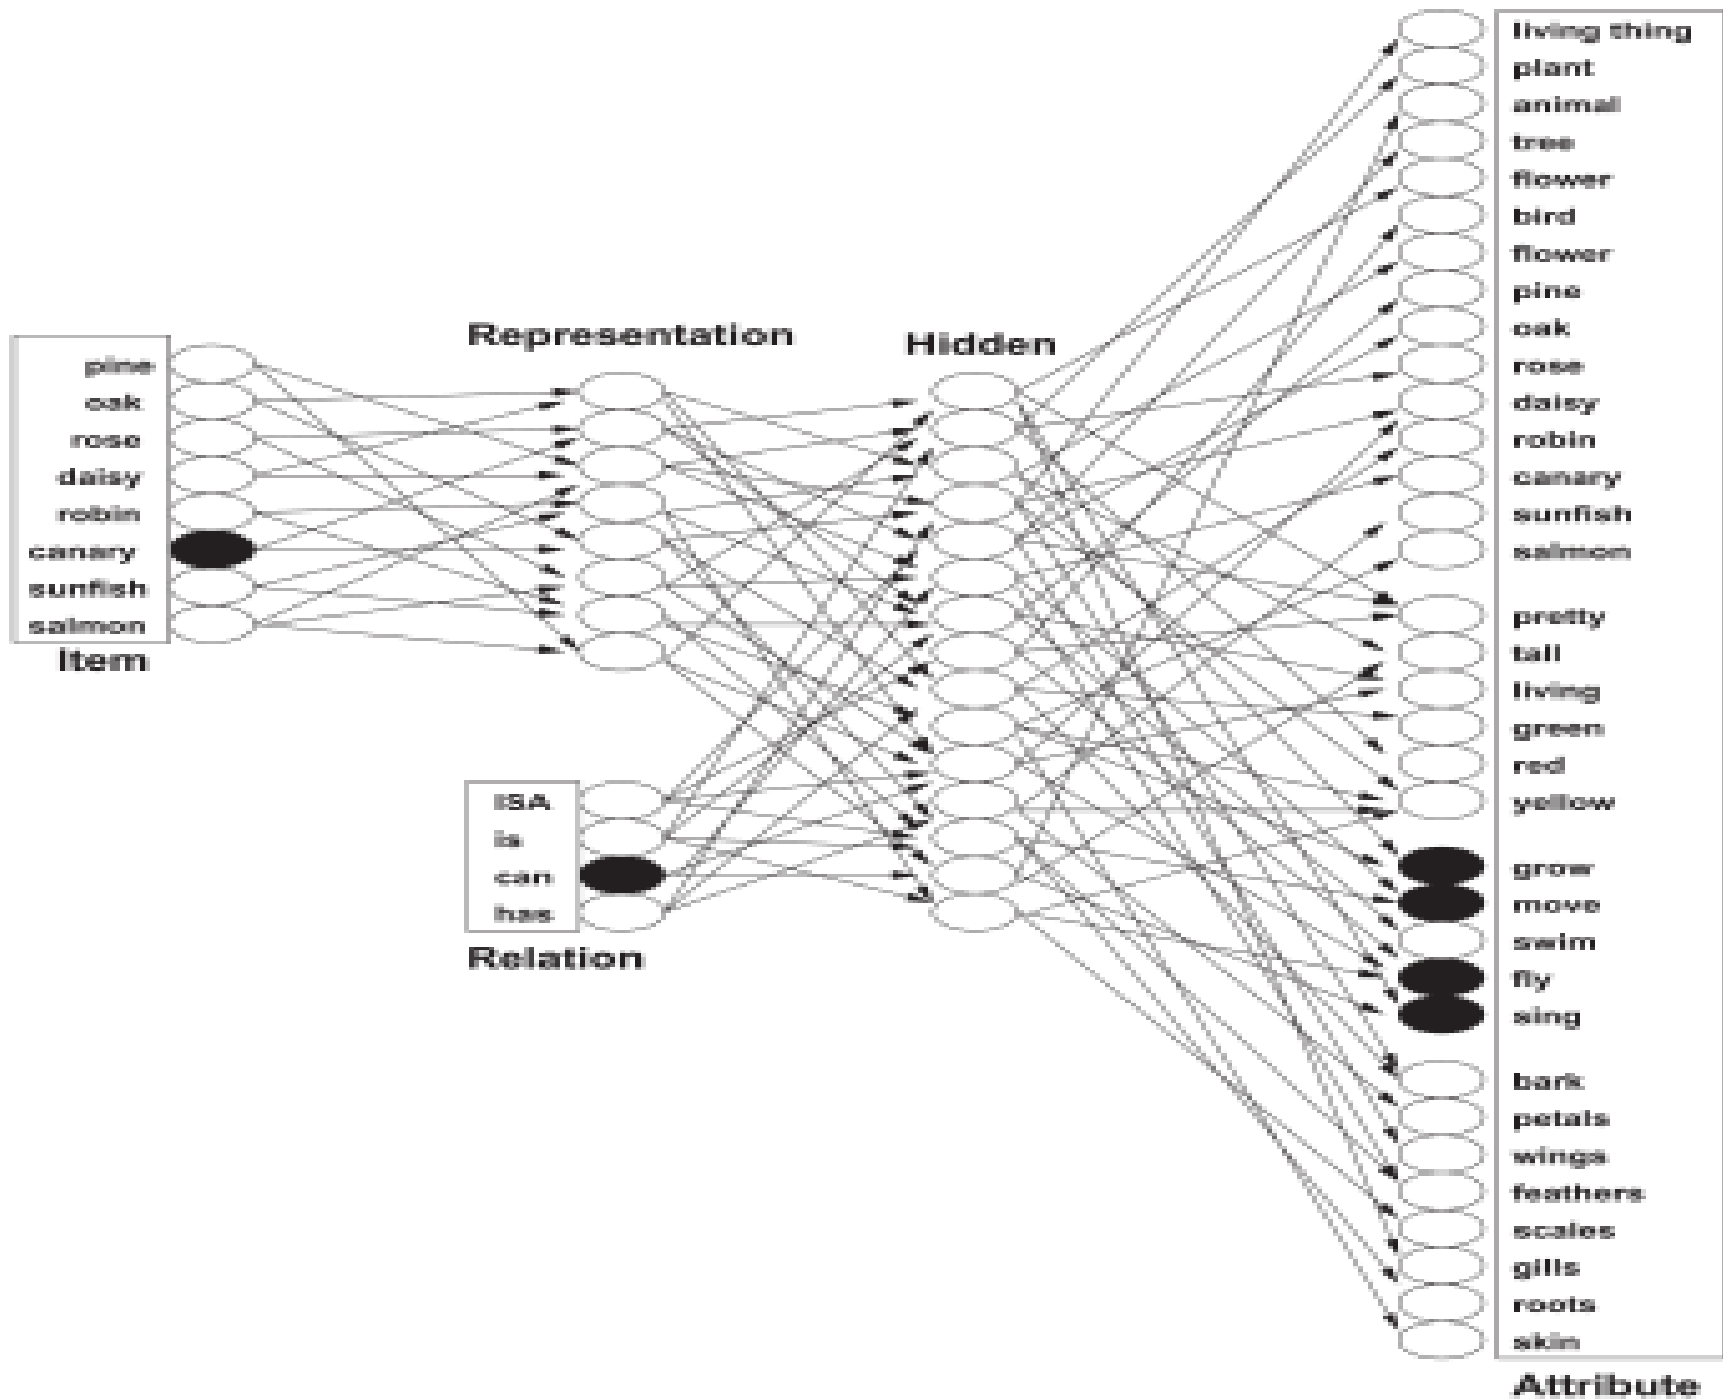 Representation
Hidden
pine
oak
rose
daisy
robin
canary
sunfish
salmon
Item
ISA
is
can
has
Relation
living thing
plant
animal
tree
flower
bird
flower
pine
oak
rose
daisy
robin
canary
sunfish
salmon
pretty
tall
living
green
red
yellow
grow
move
swim
fly
sing
bark
petals
wings
feathers
scales
gills
roots
skin
Attribute